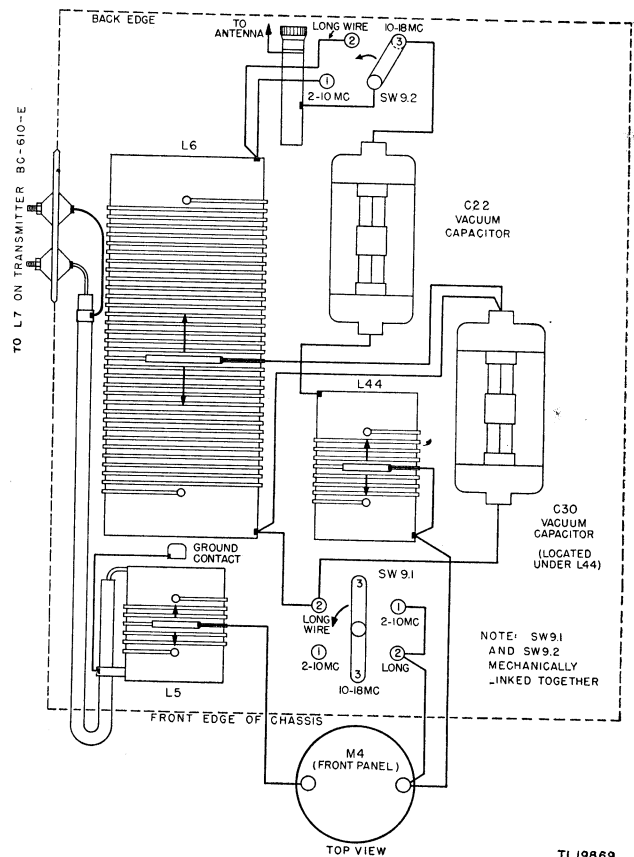 BACK EDGE
TO
ANTENNA
LONG WIRE
2
10-18MC
3
1
2-10MC
SW 9.2
L6
C22
VACUUM
CAPACITOR
TO L7 ON TRANSMITTER BC-610-E
L44
C30
VACUUM
CAPACITOR
(LOCATED
UNDER L44)
GROUND
CONTACT
SW 9.1
3
2
LONG
WIRE
1
2-10MC
1
2-10MC
2
LONG
3
10-18MC
NOTE: SW9.1
AND SW9.2
MECHANICALLY
LINKED TOGETHER
L5
FRONT EDGE OF CHASSIS
M4
(FRONT PANEL)
TOP VIEW
TL19869